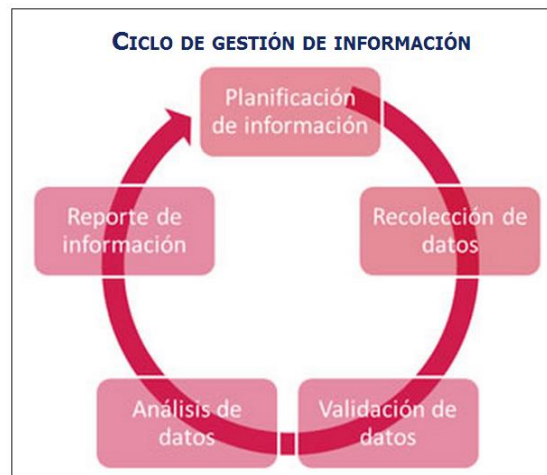 CICLO DE GESTIÓN DE INFORMACIÓN
Planificación
de información
Recolección de
datos
Validación de
datos
Análisis de
datos
Reporte de
información